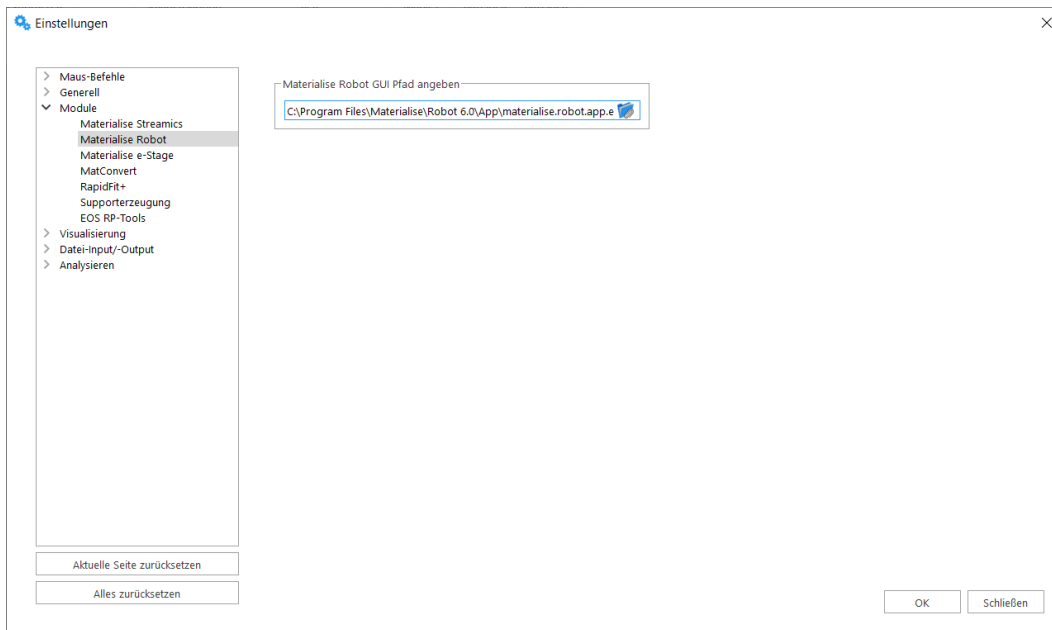 Einstellungen
Maus-Befehle
Generell
Module
Materialise Streamics
Materialise Robot
Materialise e-Stage
MatConvert
RapidFit+
Supporterzeugung
EOS RP-Tools
Visualisierung
Datei-Input/-Output
Analysieren
Aktuelle Seite zurücksetzen
Alles zurücksetzen
Materialise Robot GUI Pfad angeben
C:\Program Files\Materialise\Robot 6.0\App\materialise.robot.app.e
OK
Schließen